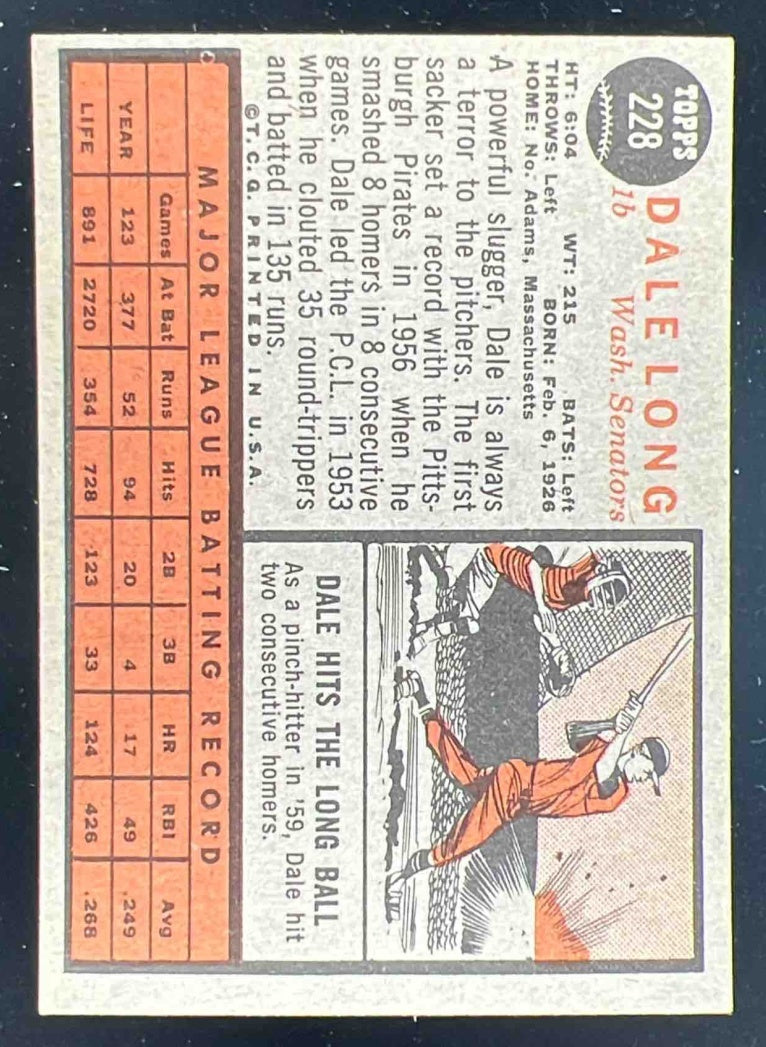 TOPPS
228
DALE LONG
1b Wash. Senators
HT: 6:04 WT: 215 BATS: Left
THROWS: Left BORN: Feb. 6, 1926
HOME: No. Adams, Massachusetts
A powerful slugger, Dale is always
a terror to the pitchers. The first
sacker set a record with the Pitts-
burgh Pirates in 1956 when he
smashed 8 homers in 8 consecutive
games. Dale led the P.C.L. in 1953
when he clouted 35 round-trippers
and batted in 135 runs.
©T.C.G. PRINTED IN U.S.A.
DALE HITS THE LONG BALL
As a pinch-hitter in '59, Dale hit
two consecutive homers.
MAJOR LEAGUE BATTING RECORD
Games At Bat Runs Hits 2B 3B HR RBI Avg
YEAR 123 377 52 94 20 4 17 49 .249
LIFE 891 2720 354 728 123 33 124 426 .268